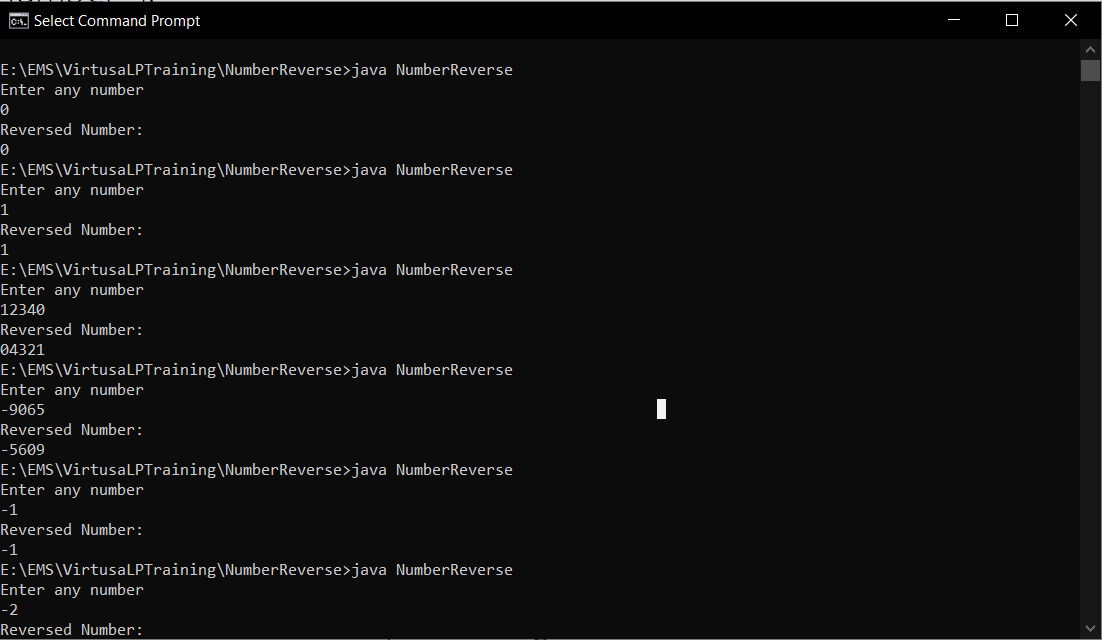 Select Command Prompt
E:\EMS\VirtusaLPTraining\NumberReverse>java NumberReverse
Enter any number
0
Reversed Number:
0
E:\EMS\VirtusaLPTraining\NumberReverse>java NumberReverse
Enter any number
1
Reversed Number:
1
E:\EMS\VirtusaLPTraining\NumberReverse>java NumberReverse
Enter any number
12340
Reversed Number:
04321
E:\EMS\VirtusaLPTraining\NumberReverse>java NumberReverse
Enter any number
-9065
Reversed Number:
-5609
E:\EMS\VirtusaLPTraining\NumberReverse>java NumberReverse
Enter any number
-1
Reversed Number:
-1
E:\EMS\VirtusaLPTraining\NumberReverse>java NumberReverse
Enter any number
-2
Reversed Number: